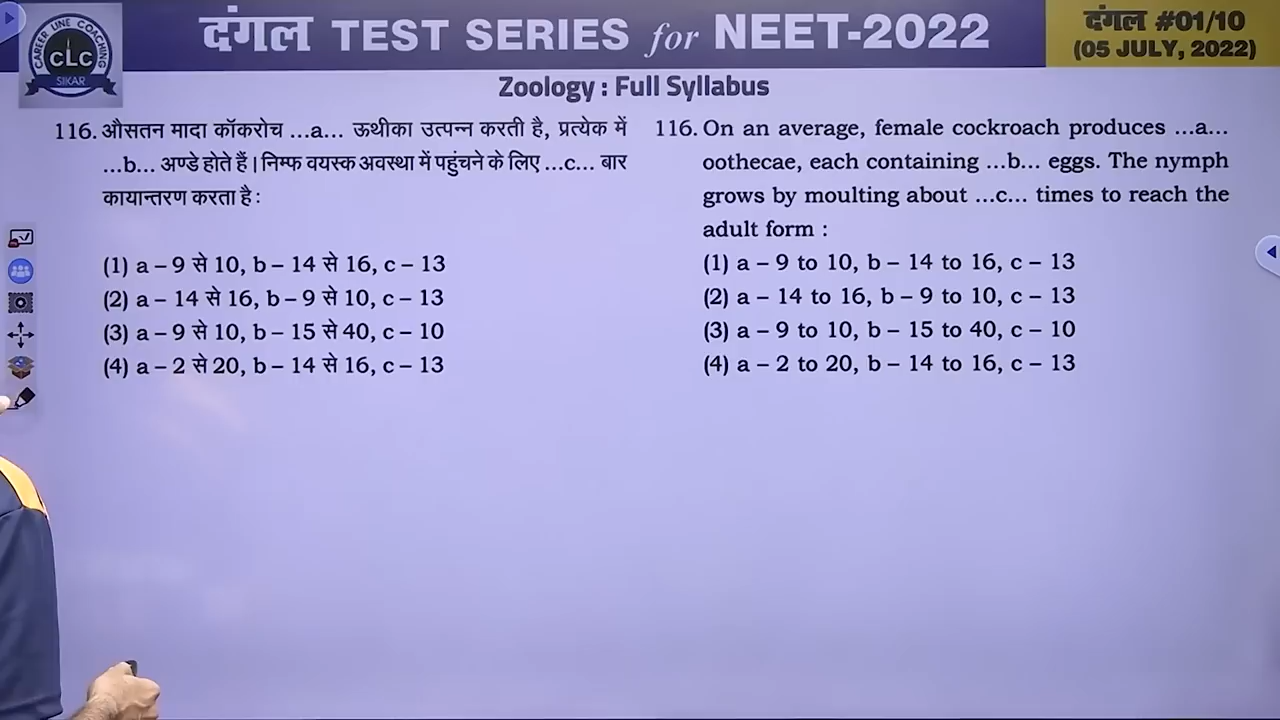 CAREER LINE COACHING
CLC
SIKAR
दंगल TEST SERIES for NEET-2022
दंगल #01/10
(05 JULY, 2022)
Zoology : Full Syllabus
116. औसतन मादा कॉकरोच ...a... ऊथीका उत्पन्न करती है, प्रत्येक में
...b... अण्डे होते हैं। निम्फ वयस्क अवस्था में पहुंचने के लिए ...c... बार
कायान्तरण करता है :
(1) a – 9 से 10, b – 14 से 16, c – 13
(2) a – 14 से 16, b – 9 से 10, c – 13
(3) a – 9 से 10, b – 15 से 40, c – 10
(4) a – 2 से 20, b – 14 से 16, c – 13
116. On an average, female cockroach produces ...a...
oothecae, each containing ...b... eggs. The nymph
grows by moulting about ...c... times to reach the
adult form :
(1) a – 9 to 10, b – 14 to 16, c – 13
(2) a – 14 to 16, b – 9 to 10, c – 13
(3) a – 9 to 10, b – 15 to 40, c – 10
(4) a – 2 to 20, b – 14 to 16, c – 13